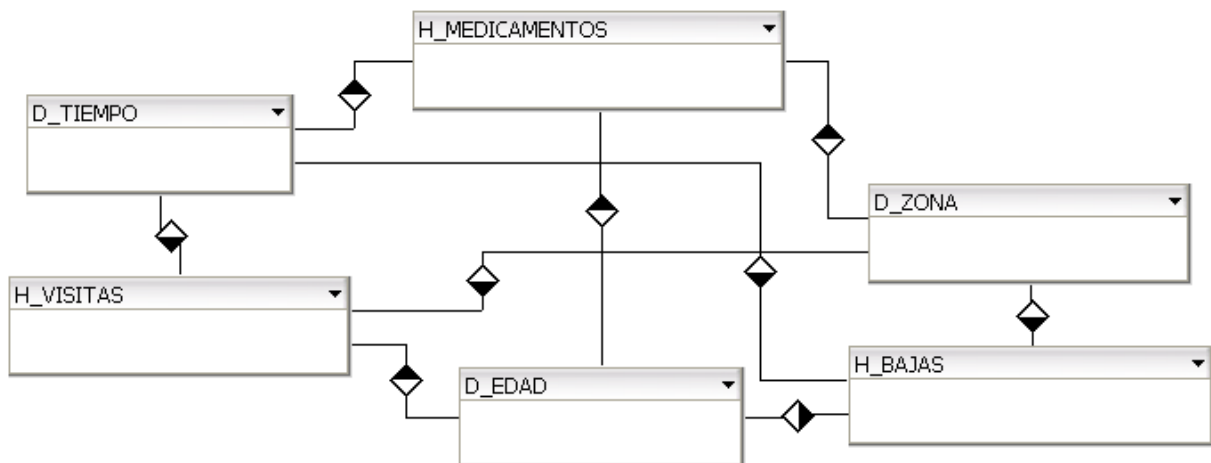 H_MEDICAMENTOS
D_TIEMPO
D_ZONA
H_VISITAS
H_BAJAS
D_EDAD